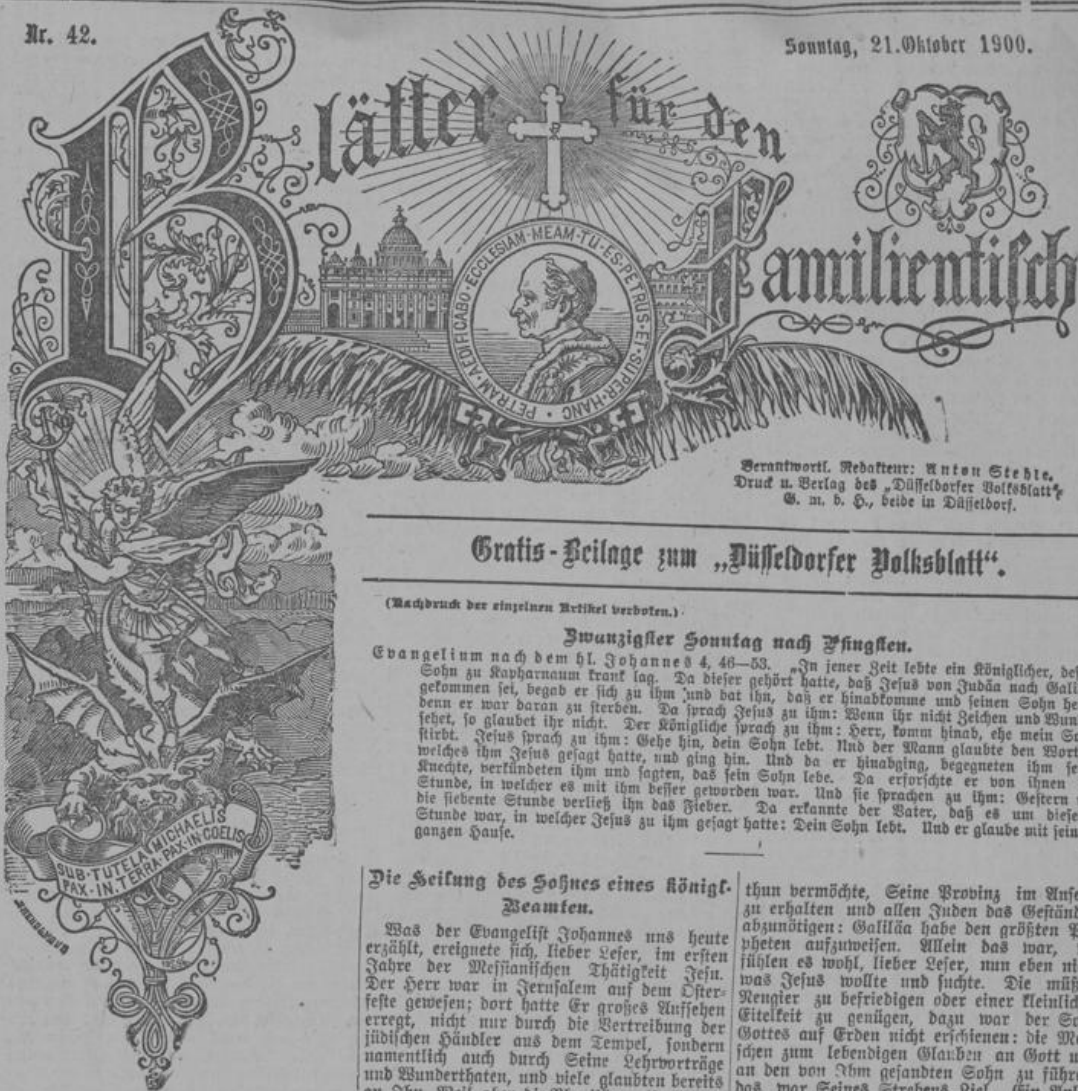 Nr. 42.
Sonntag, 21. Oktober 1900.
Blätter für den
Familientisch
PETRAM·ÆDIFICABO·ECCLESIAM·MEAM·TU·ES·PETRUS·ET·SUPER·HANC
Verantwortl. Redakteur: Anton Stehle.
Druck u. Verlag des „Düsseldorfer Volksblatt“,
G. m. b. H., beide in Düsseldorf.
Gratis-Beilage zum „Düsseldorfer Volksblatt“.
(Nachdruck der einzelnen Artikel verboten.)
Zwanzigster Sonntag nach Pfingsten.
Evangelium nach dem hl. Johannes 4, 46—53. „In jener Zeit lebte ein Königlicher, des
Sohn zu Kapharnaum krank lag. Da dieser gehört hatte, daß Jesus von Judäa nach Gali
gekommen sei, begab er sich zu ihm und bat ihn, daß er hinabkomme und seinen Sohn he
denn er war daran zu sterben. Da sprach Jesus zu ihm: Wenn ihr nicht Zeichen und Wun
sehet, so glaubet ihr nicht. Der Königliche sprach zu ihm: Herr, komm hinab, ehe mein So
stirbt. Jesus sprach zu ihm: Gehe hin, dein Sohn lebt. Und der Mann glaubte den Wort
welches ihm Jesus gesagt hatte, und ging hin. Und da er hinabging, begegneten ihm se
Knechte, verkündeten ihm und sagten, das sein Sohn lebe. Da erforschte er von ihnen
Stunde, in welcher es mit ihm besser geworden war. Und sie sprachen zu ihm: Gestern
die siebente Stunde verließ ihn das Fieber. Da erkannte der Vater, daß es um diese
Stunde war, in welcher Jesus zu ihm gesagt hatte: Dein Sohn lebt. Und er glaube mit sein
ganzen Hause.
SUB·TUTELA MICHAELIS
PAX·IN·TERRA·PAX·IN COELIS
Die Heilung des Sohnes eines königl.
Beamten.
Was der Evangelist Johannes uns heute
erzählt, ereignete sich, lieber Leser, im ersten
Jahre der Messianischen Thätigkeit Jesu.
Der Herr war in Jerusalem auf dem Oster-
feste gewesen; dort hatte Er großes Aufsehen
erregt, nicht nur durch die Vertreibung der
jüdischen Händler aus dem Tempel, sondern
namentlich auch durch Seine Lehrvorträge
und Wunderthaten, und viele glaubten bereits
thun vermöchte, Seine Provinz im Anse
zu erhalten und allen Juden das Geständ
abzunötigen: Galiläa habe den größten P
pheten aufzuweisen. Allein das war,
fühlen es wohl, lieber Leser, nun eben ni
was Jesus wollte und suchte. Die müß
Neugier zu befriedigen oder einer kleinlich
Eitelkeit zu genügen, dazu war der So
Gottes auf Erden nicht erschienen: die Me
schen zum lebendigen Glauben an Gott u
an den von Ihm gesandten Sohn zu führe